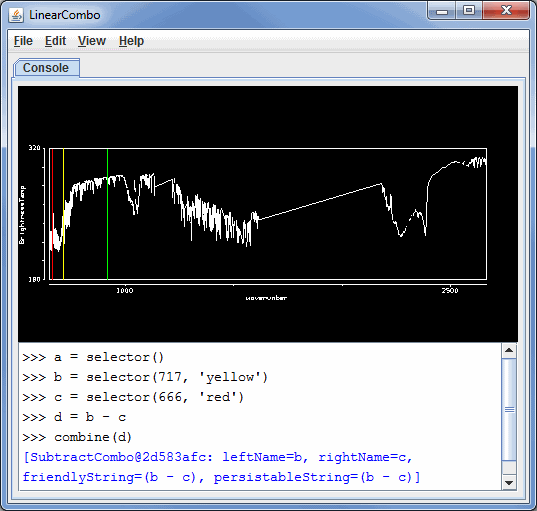 LinearCombo
File Edit View Help
Console
320
BrightnessTemp
180
1000
2500
Wavenumber
>>> a = selector()
>>> b = selector(717, 'yellow')
>>> c = selector(666, 'red')
>>> d = b - c
>>> combine(d)
[SubtractCombo@2d583afc: leftName=b, rightName=c,
friendlyString=(b - c), persistableString=(b - c)]